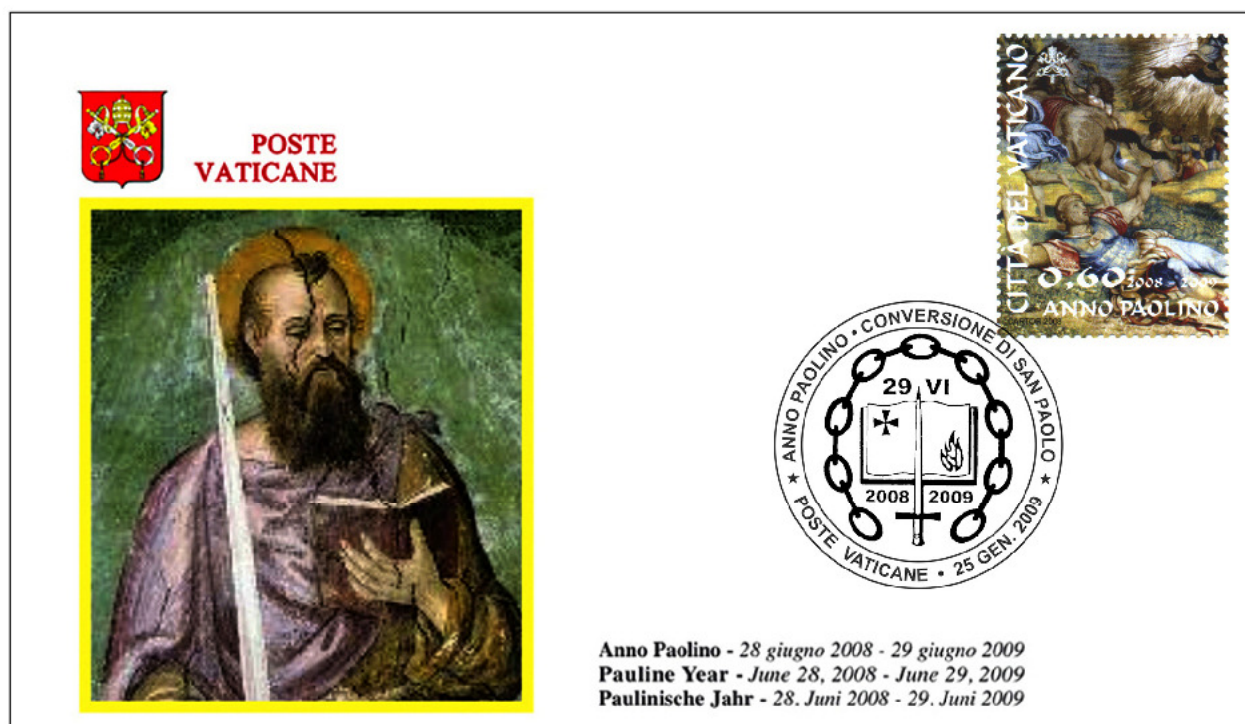 POSTE
VATICANE
CITTÀ DEL VATICANO
0,60 2008 - 2009
ANNO PAOLINO
CARTOR 2008
ANNO PAOLINO • CONVERSIONE DI SAN PAOLO
29 VI
2008 2009
★ POSTE VATICANE • 25 GEN. 2009 ★
Anno Paolino - 28 giugno 2008 - 29 giugno 2009
Pauline Year - June 28, 2008 - June 29, 2009
Paulinische Jahr - 28. Juni 2008 - 29. Juni 2009